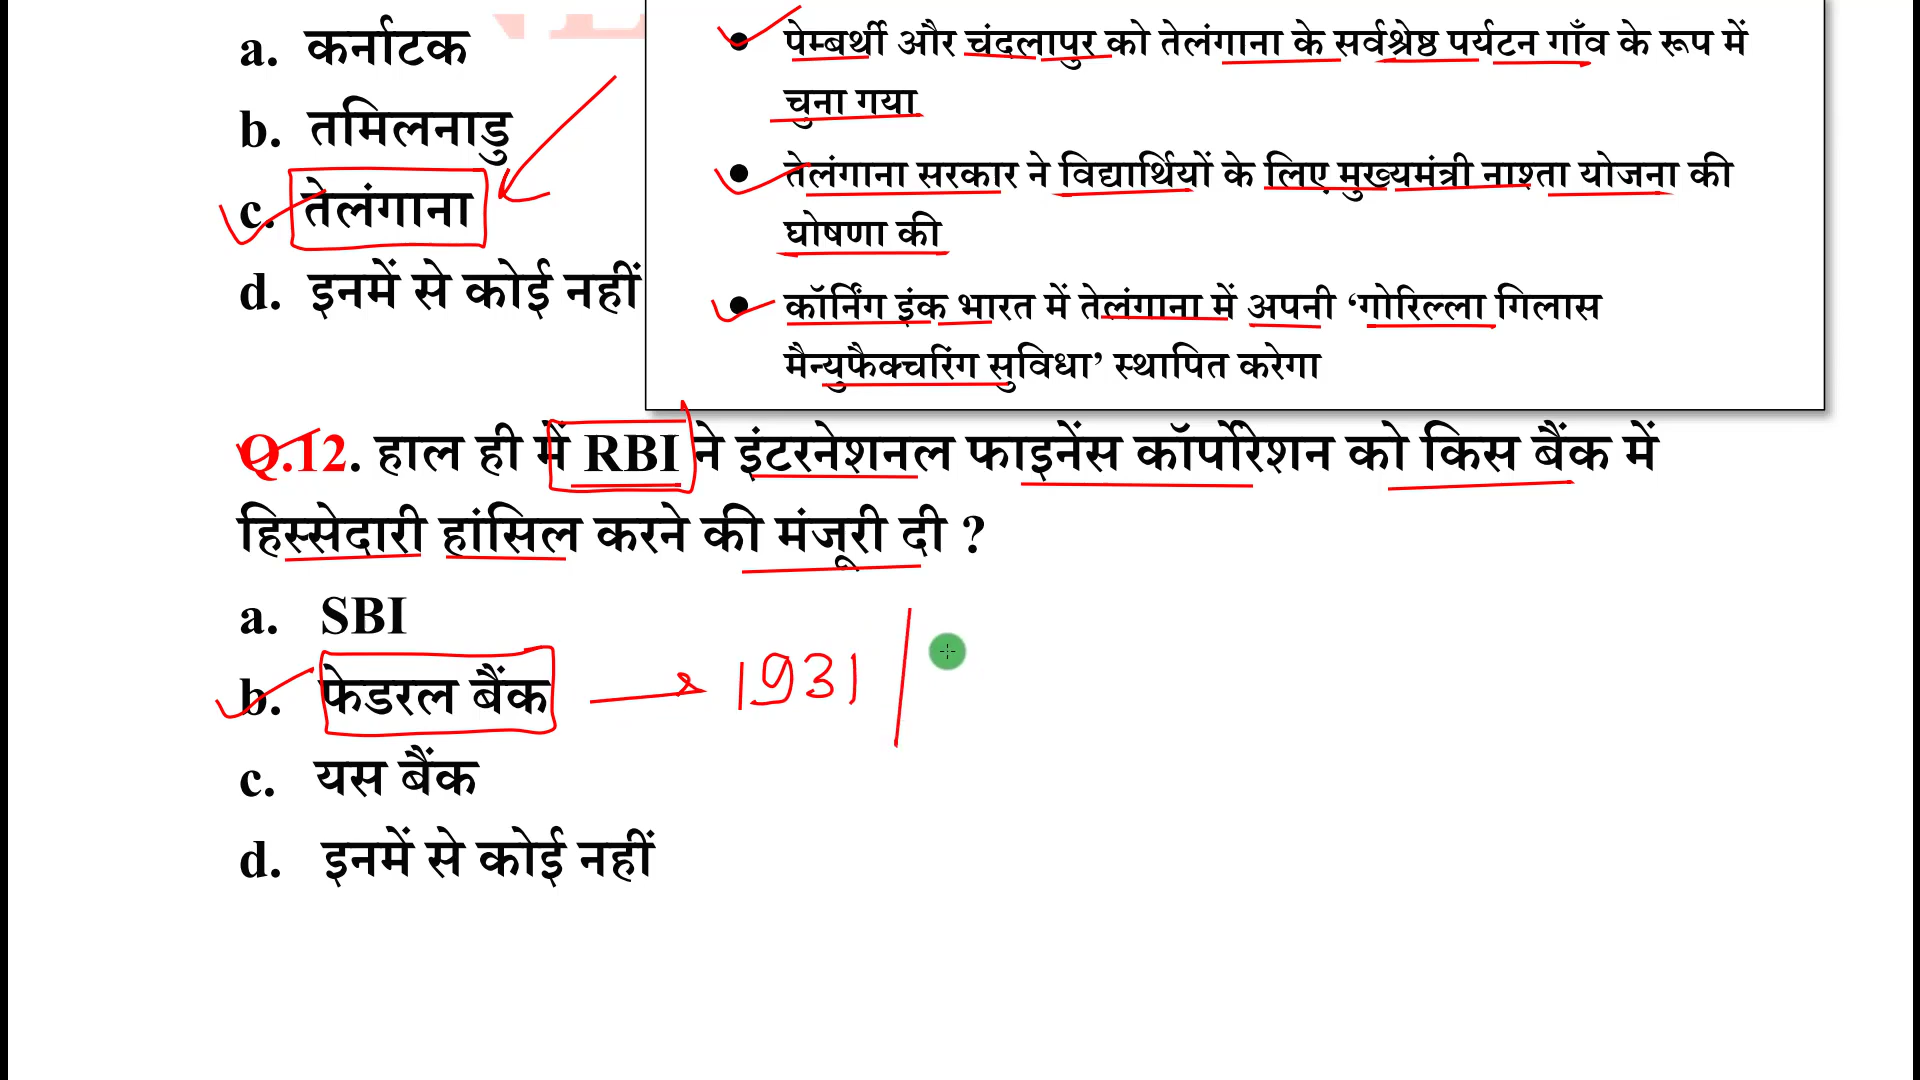 a. कर्नाटक
b. तमिलनाडु
c. तेलंगाना
d. इनमें से कोई नहीं
• पेम्बर्थी और चंदलापुर को तेलंगाना के सर्वश्रेष्ठ पर्यटन गाँव के रूप में
चुना गया
• तेलंगाना सरकार ने विद्यार्थियों के लिए मुख्यमंत्री नाश्ता योजना की
घोषणा की
• कॉर्निंग इंक भारत में तेलंगाना में अपनी ‘गोरिल्ला गिलास
मैन्युफैक्चरिंग सुविधा’ स्थापित करेगा
Q.12. हाल ही में RBI ने इंटरनेशनल फाइनेंस कॉर्पोरेशन को किस बैंक में
हिस्सेदारी हांसिल करने की मंजूरी दी ?
a. SBI
b. फेडरल बैंक
1931
c. यस बैंक
d. इनमें से कोई नहीं